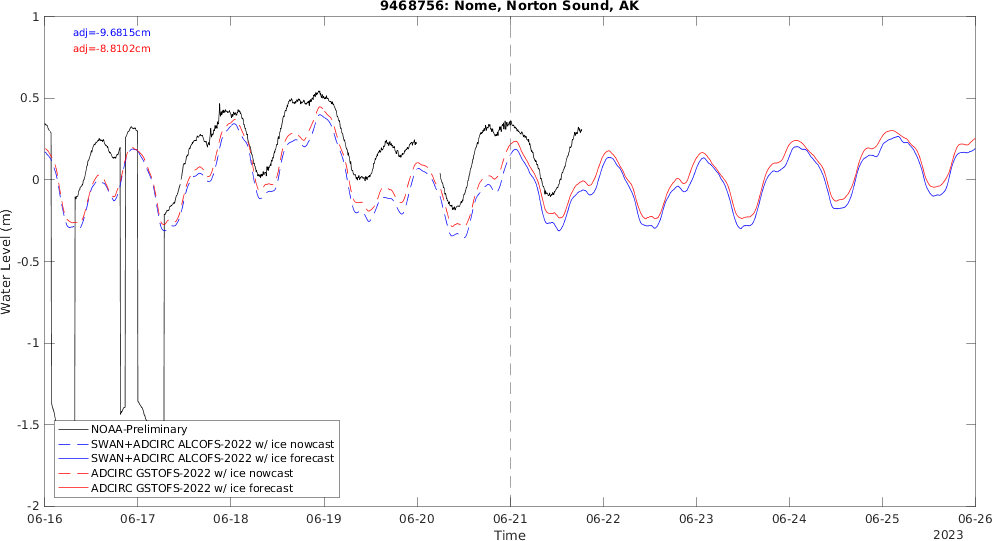 9468756: Nome, Norton Sound, AK
adj=-9.6815cm
adj=-8.8102cm
1
0.5
0
-0.5
-1
-1.5
-2
Water Level (m)
NOAA-Preliminary
SWAN+ADCIRC ALCOFS-2022 w/ ice nowcast
SWAN+ADCIRC ALCOFS-2022 w/ ice forecast
ADCIRC GSTOFS-2022 w/ ice nowcast
ADCIRC GSTOFS-2022 w/ ice forecast
06-16 06-17 06-18 06-19 06-20 06-21 06-22 06-23 06-24 06-25 06-26
Time
2023